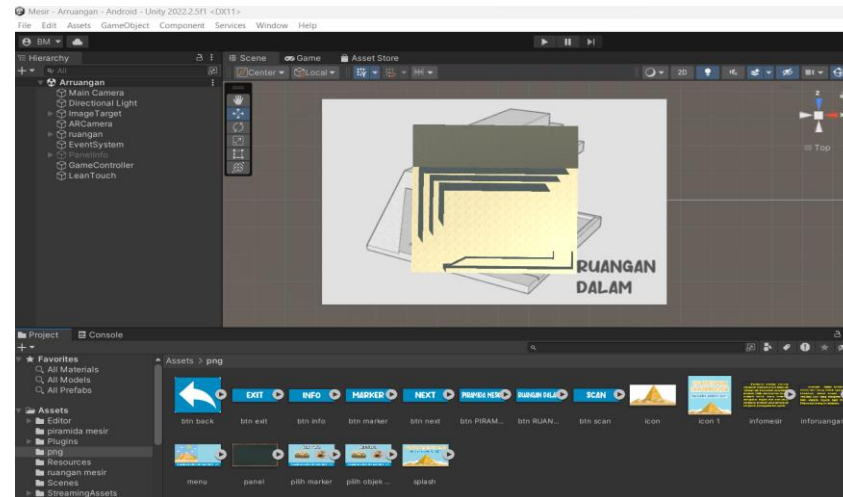 Mesir - Arruangan - Android - Unity 2022.2.5f1 <DX11>
File Edit Assets GameObject Component Services Window Help
BM
Hierarchy
Scene Game Asset Store
All
Center Local 2D
Arruangan
Main Camera
Directional Light
ImageTarget
ARCamera
ruangan
EventSystem
PanelInfo
GameController
LeanTouch
z
Top
RUANGAN
DALAM
Project Console
Favorites
All Materials
All Models
All Prefabs
Assets
Editor
piramida mesir
Plugins
png
Resources
ruangan mesir
Scenes
StreamingAssets
Assets > png
EXIT INFO MARKER NEXT PIRAMIDA MESIR RUANGAN DALAM SCAN
btn back btn exit btn info btn marker btn next btn PIRAM... btn RUAN... btn scan icon icon 1 infomesir inforuangan
menu panel pilih marker pilih objek ... splash